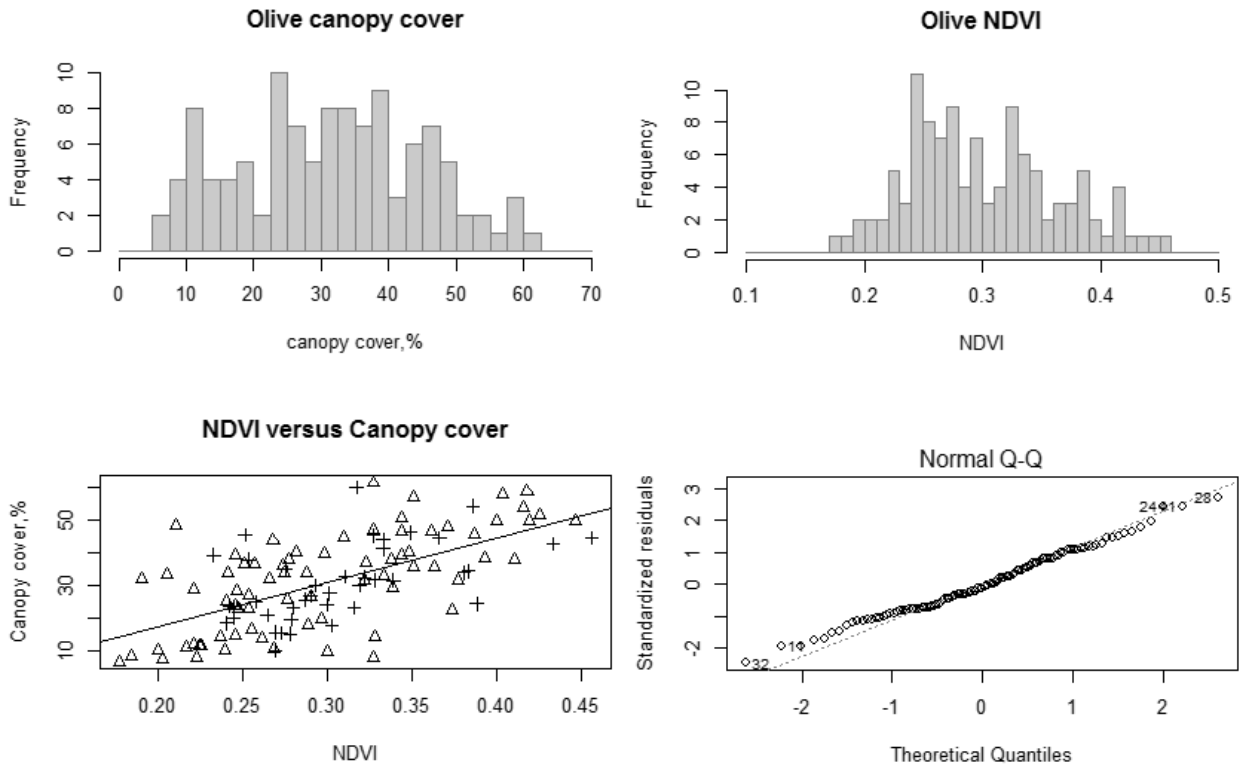 Olive canopy cover
Frequency
0 2 4 6 8 10
0 10 20 30 40 50 60 70
canopy cover,%
Olive NDVI
Frequency
0 2 4 6 8 10
0.1 0.2 0.3 0.4 0.5
NDVI
NDVI versus Canopy cover
Canopy cover,%
10 30 50
0.20 0.25 0.30 0.35 0.40 0.45
NDVI
Normal Q-Q
Standardized residuals
-2 0 1 2 3
28
32
-2 -1 0 1 2
Theoretical Quantiles